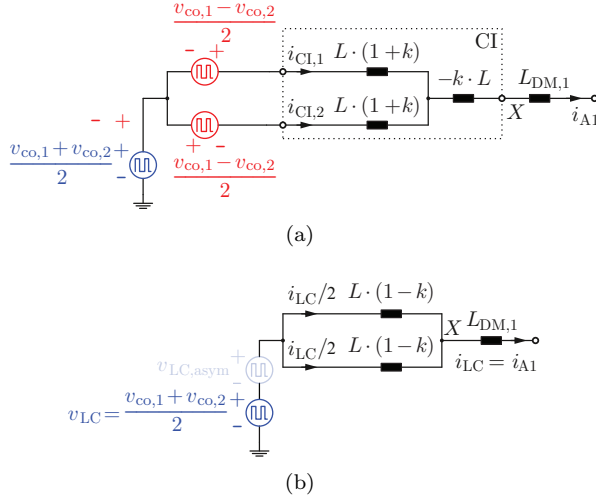 v_co,1 − v_co,2
2
- +
CI
i_CI,1 L·(1+k)
−k·L L_DM,1
i_CI,2 L·(1+k)
X
i_A1
- +
+ -
v_co,1 + v_co,2 +
2 -
v_co,1 − v_co,2
2
(a)
i_LC/2 L·(1−k)
X L_DM,1
i_LC/2 L·(1−k)
v_LC,asym +
-
i_LC = i_A1
v_LC = v_co,1 + v_co,2 +
2 -
(b)